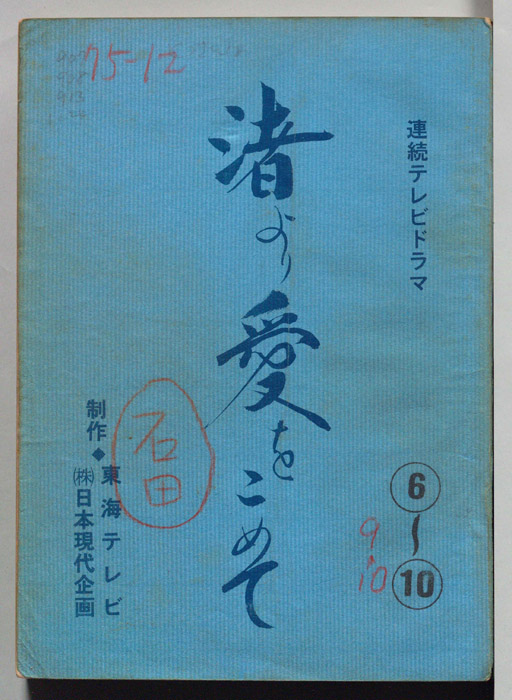 75-12
連続テレビドラマ
渚より愛をこめて
⑥〜⑩
9
10
石田
制作◆東海テレビ
㈱日本現代企画